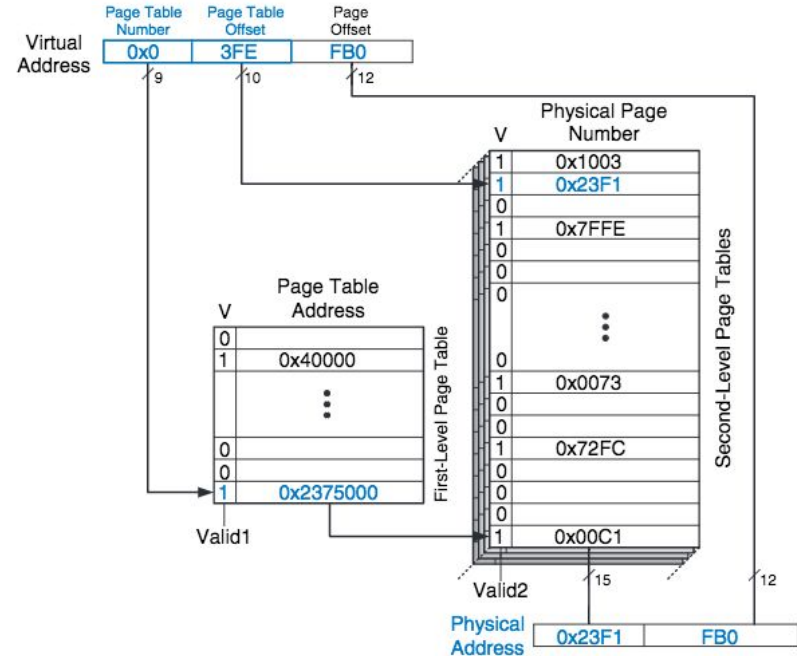 Page Table Number
Page Table Offset
Page Offset
Virtual Address
0x0
3FE
FB0
9
10
12
Physical Page Number
V
1 0x1003
1 0x23F1
0
1 0x7FFE
0
0
0
0
1 0x0073
0
0
1 0x72FC
0
0
0
1 0x00C1
Second-Level Page Tables
Page Table Address
V
0
1 0x40000
0
0
1 0x2375000
First-Level Page Table
Valid1
Valid2
15
12
Physical Address
0x23F1
FB0